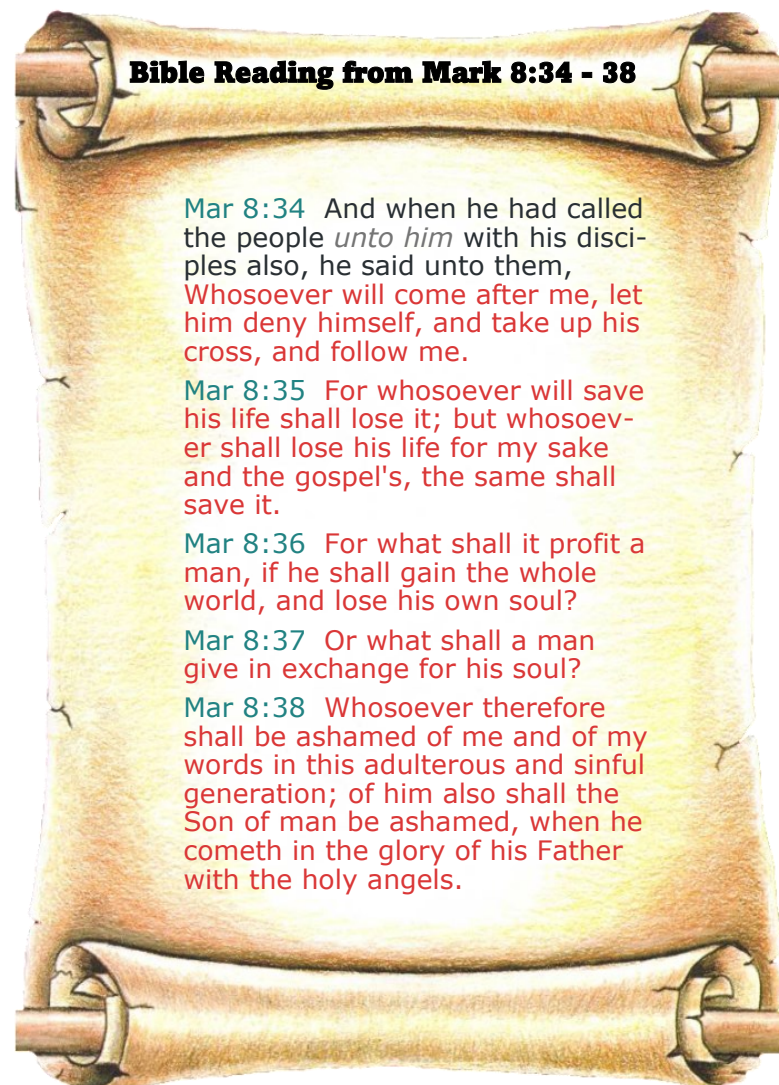 Bible Reading from Mark 8:34 - 38
Mar 8:34 And when he had called
the people unto him with his disci-
ples also, he said unto them,
Whosoever will come after me, let
him deny himself, and take up his
cross, and follow me.
Mar 8:35 For whosoever will save
his life shall lose it; but whosoev-
er shall lose his life for my sake
and the gospel's, the same shall
save it.
Mar 8:36 For what shall it profit a
man, if he shall gain the whole
world, and lose his own soul?
Mar 8:37 Or what shall a man
give in exchange for his soul?
Mar 8:38 Whosoever therefore
shall be ashamed of me and of my
words in this adulterous and sinful
generation; of him also shall the
Son of man be ashamed, when he
cometh in the glory of his Father
with the holy angels.